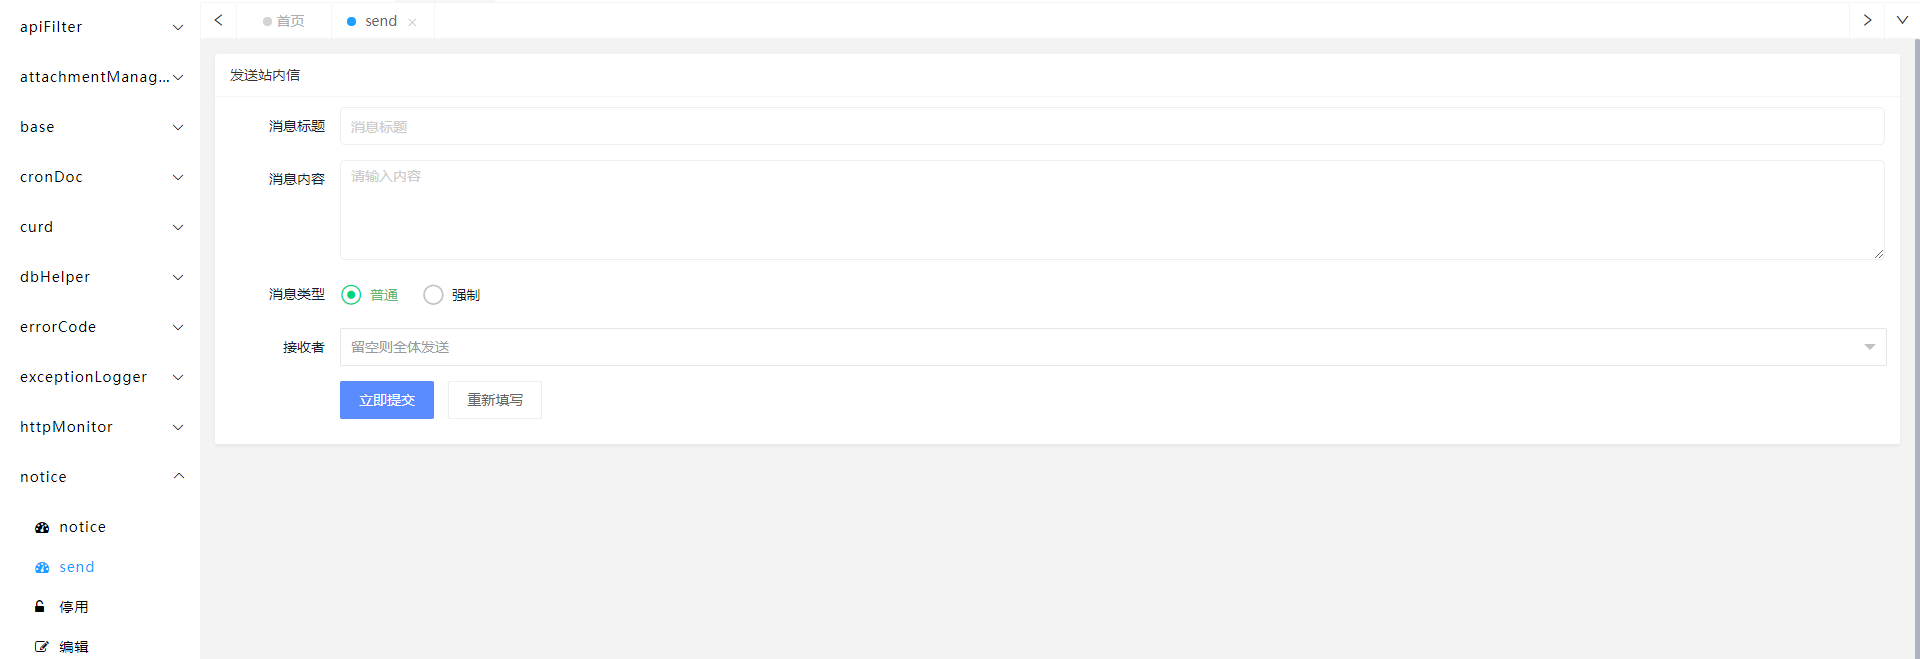 apiFilter
attachmentManag...
base
cronDoc
curd
dbHelper
errorCode
exceptionLogger
httpMonitor
notice
notice
send
停用
编辑
首页
send
发送站内信
消息标题
消息标题
消息内容
请输入内容
消息类型 普通 强制
接收者
留空则全体发送
立即提交 重新填写